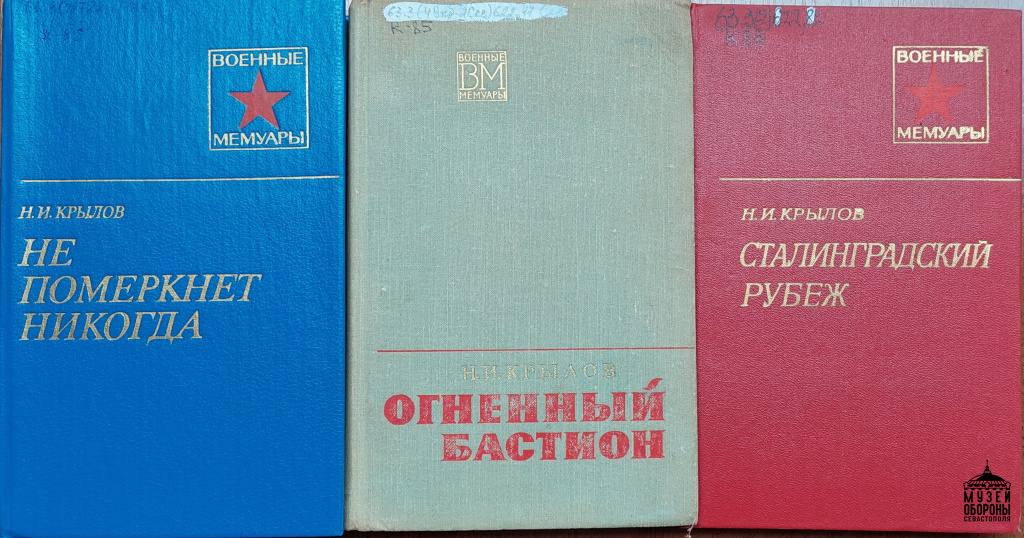 ВОЕННЫЕ
МЕМУАРЫ
Н. И. КРЫЛОВ
НЕ
ПОМЕРКНЕТ
НИКОГДА
К-85
ВОЕННЫЕ
ВМ
МЕМУАРЫ
Н. И. КРЫЛОВ
ОГНЕННЫЙ
БАСТИОН
ВОЕННЫЕ
МЕМУАРЫ
Н. И. КРЫЛОВ
СТАЛИНГРАДСКИЙ
РУБЕЖ
МУЗЕЙ
ОБОРОНЫ
СЕВАСТОПОЛЯ